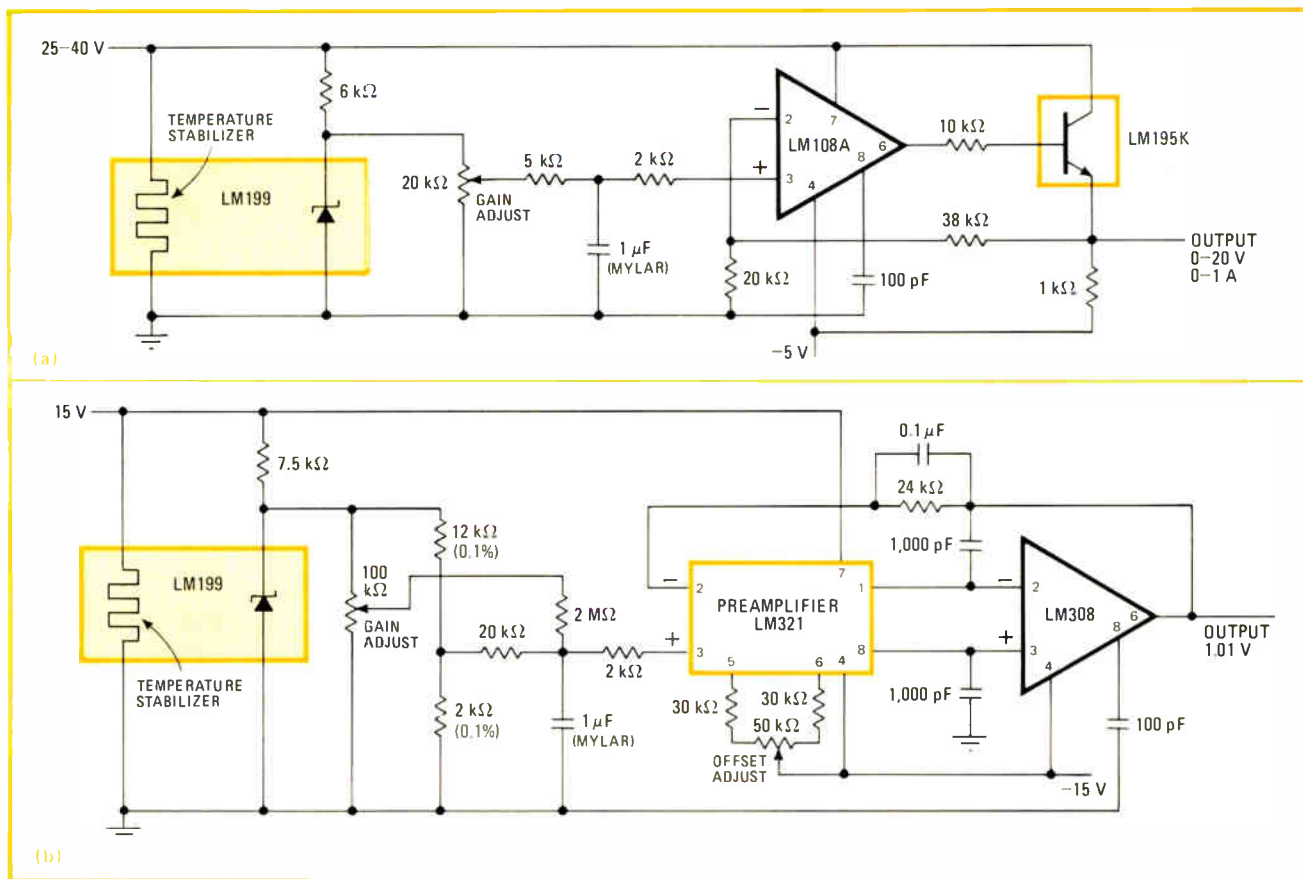 25–40 V
6 kΩ
TEMPERATURE
STABILIZER
LM199
20 kΩ
GAIN
ADJUST
5 kΩ
2 kΩ
1 μF
(MYLAR)
−
2
+
3
7
LM108A
6
8
4
10 kΩ
LM195K
38 kΩ
20 kΩ
100 pF
1 kΩ
OUTPUT
0–20 V
0–1 A
−5 V
(a)
15 V
7.5 kΩ
LM199
TEMPERATURE
STABILIZER
100
kΩ
GAIN
ADJUST
12 kΩ
(0.1%)
20 kΩ
2 kΩ
(0.1%)
2 MΩ
2 kΩ
1 μF
(MYLAR)
−
2
+
3
7
1
PREAMPLIFIER
LM321
8
5
6
4
30 kΩ
30 kΩ
50 kΩ
OFFSET
ADJUST
0.1 μF
24 kΩ
1,000 pF
1,000 pF
−
2
+
3
LM308
6
8
4
OUTPUT
1.01 V
100 pF
−15 V
(b)